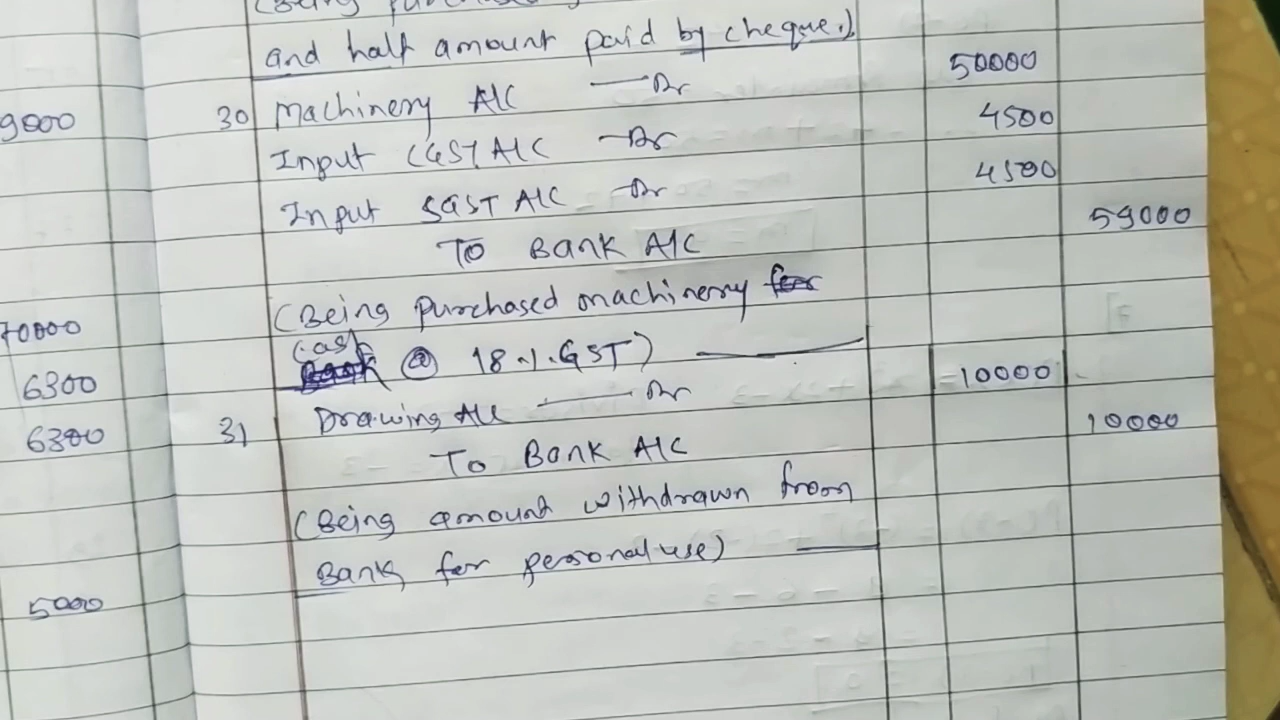 and half amount paid by cheque.)
50000
9000 30 Machinery A/C — Dr
4500
Input CGST A/C — Dr
4500
Input SGST A/C — Dr
59000
To Bank A/C
70000 (Being purchased machinery for
Cash @ 18%. GST)
6300 10000
Drawing A/C — Dr
6300 31 10000
To Bank A/C
(Being amount withdrawn from
Bank for personal use)
5000